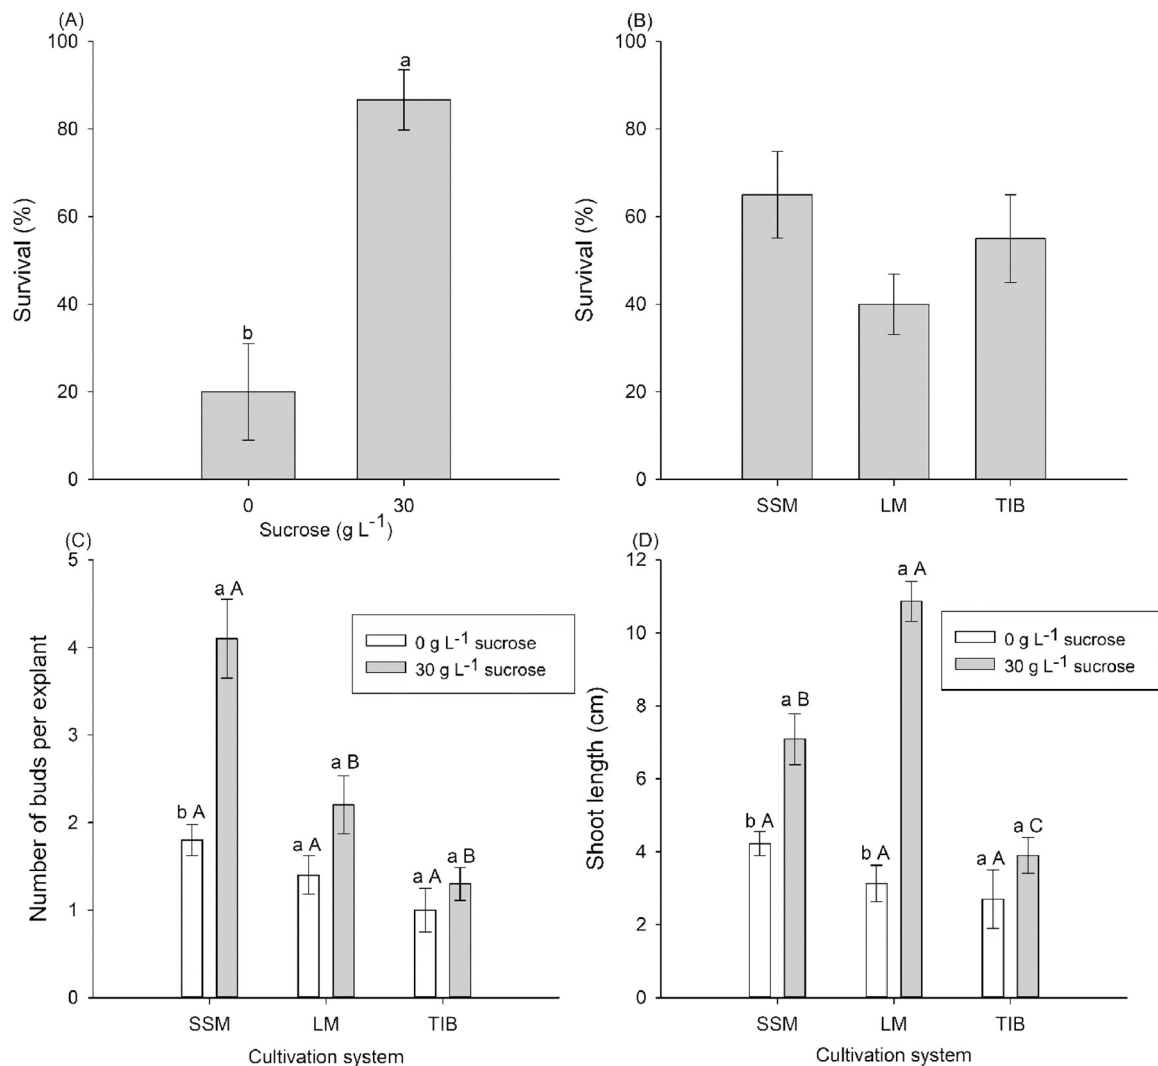 (A)
100
80
60
40
20
0
Survival (%)
b
a
0
30
Sucrose (g L-1)
(B)
100
80
60
40
20
0
Survival (%)
SSM
LM
TIB
(C)
5
4
3
2
1
0
Number of buds per explant
b A
a A
a A
a B
a A
a B
0 g L-1 sucrose
30 g L-1 sucrose
SSM
LM
TIB
Cultivation system
(D)
12
10
8
6
4
2
0
Shoot length (cm)
b A
a B
b A
a A
a A
a C
0 g L-1 sucrose
30 g L-1 sucrose
SSM
LM
TIB
Cultivation system